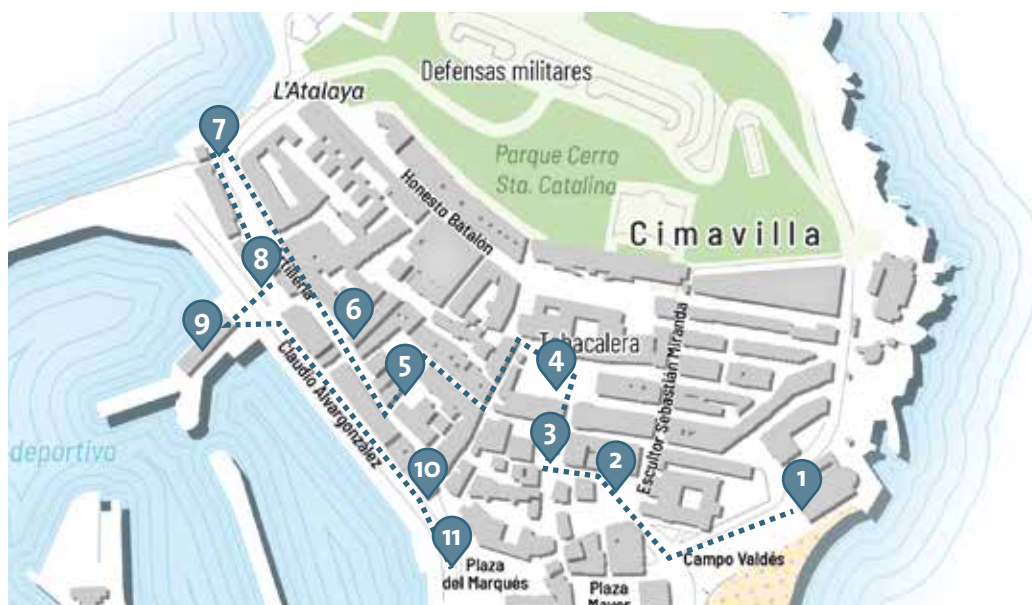 L'Atalaya
Defensas militares
Parque Cerro
Sta. Catalina
Cimavilla
Honesto Batalón
7
8
9
6
5
4
3
2
1
10
11
Tabacalera
Escultor Sebastián Miranda
Claudio Alvargonzález
deportivo
Campo Valdés
Plaza
del Marqués
Plaza
Mayor